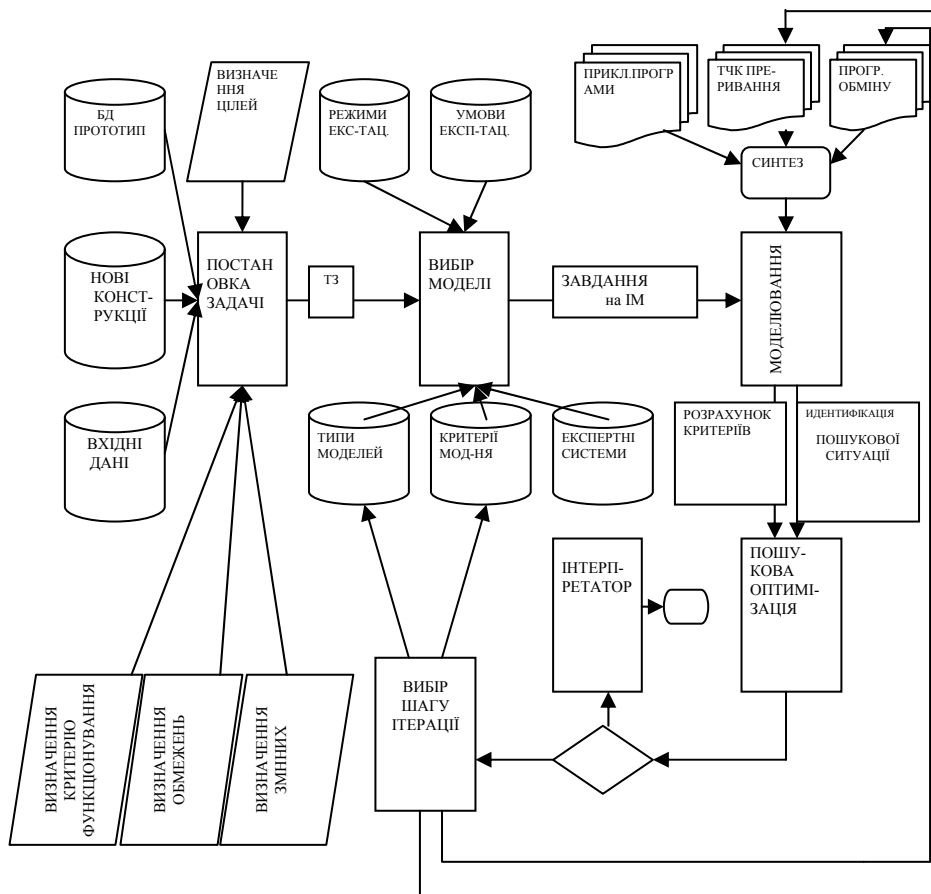 БД
ПРОТОТИП
ВИЗНАЧЕ
ННЯ
ЦІЛЕЙ
РЕЖИМИ
ЕКС-ТАЦ.
УМОВИ
ЕКСП-ТАЦ.
ПРИКЛ.ПРОГР
АМИ
ТЧК ПРЕ-
РИВАННЯ
ПРОГР.
ОБМІНУ
СИНТЕЗ
НОВІ
КОНСТ-
РУКЦІЇ
ПОСТАН
ОВКА
ЗАДАЧІ
ТЗ
ВИБІР
МОДЕЛІ
ЗАВДАННЯ
на ІМ
МОДЕЛЮВАННЯ
ВХІДНІ
ДАНІ
ТИПИ
МОДЕЛЕЙ
КРИТЕРІЇ
МОД-НЯ
ЕКСПЕРТНІ
СИСТЕМИ
РОЗРАХУНОК
КРИТЕРІЇВ
ИДЕНТИФІКАЦІЯ
ПОШУКОВОЇ
СИТУАЦІЇ
ІНТЕРП-
РЕТАТОР
ПОШУ-
КОВА
ОПТИМІ-
ЗАЦІЯ
ВИЗНАЧЕННЯ
КРИТЕРІЮ
ФУНКЦІОНУВАННЯ
ВИЗНАЧЕННЯ
ОБМЕЖЕНЬ
ВИЗНАЧЕННЯ
ЗМІННИХ
ВИБІР
ШАГУ
ІТЕРАЦІЇ